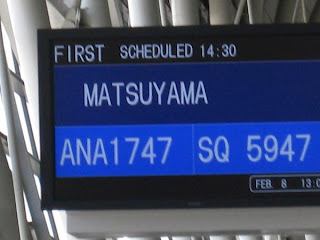 FIRST SCHEDULED 14:30
MATSUYAMA
ANA1747 SQ 5947
FEB. 8